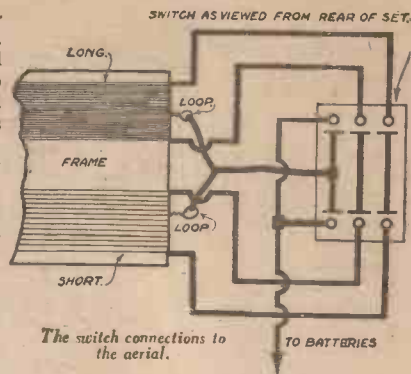 SWITCH AS VIEWED FROM REAR OF SET.
LONG.
LOOP
FRAME
LOOP
SHORT.
The switch connections to
the aerial.
TO BATTERIES